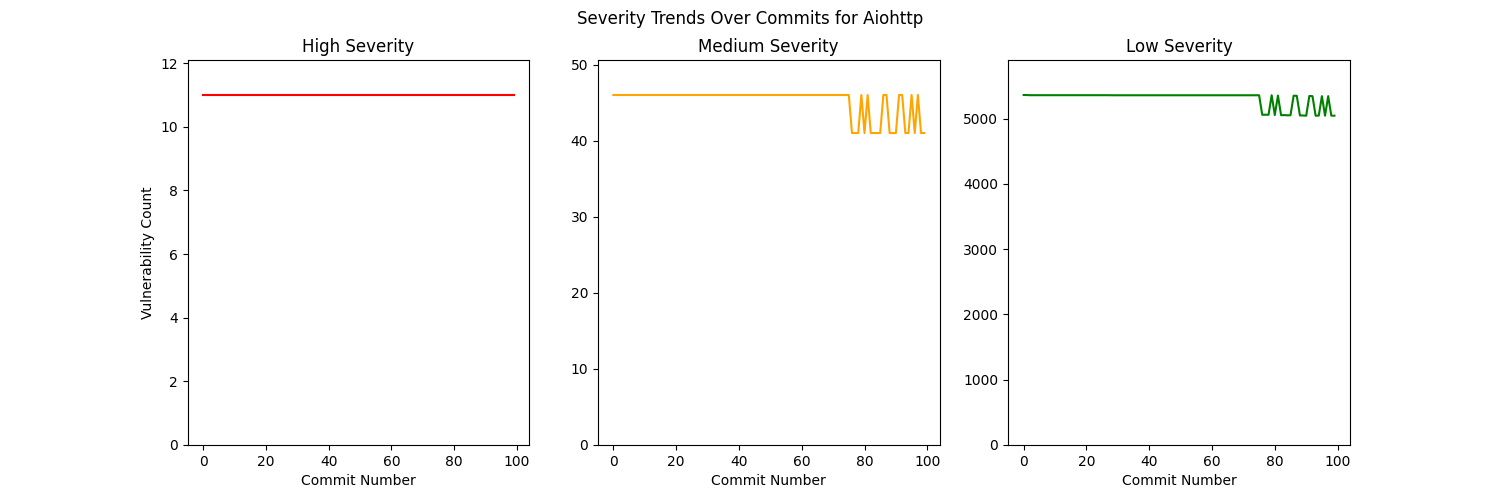 Severity Trends Over Commits for Aiohttp
High Severity
Vulnerability Count
12
10
8
6
4
2
0
0 20 40 60 80 100
Commit Number
Medium Severity
50
40
30
20
10
0
0 20 40 60 80 100
Commit Number
Low Severity
5000
4000
3000
2000
1000
0
0 20 40 60 80 100
Commit Number